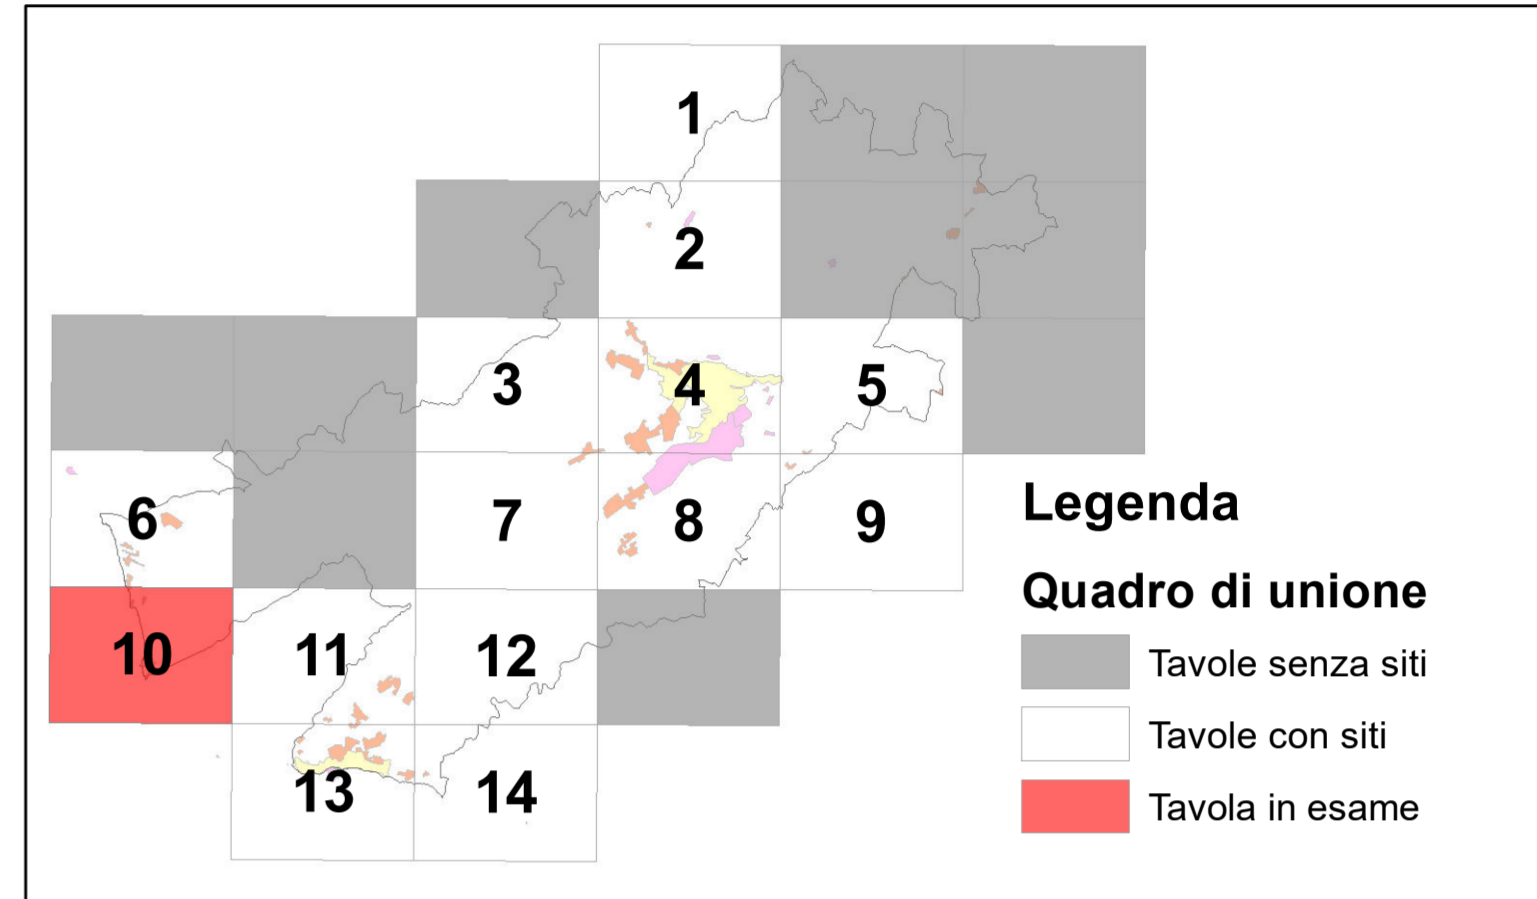 1
2
3 4 5
6 7 8 9
10 11 12
13 14
Legenda
Quadro di unione
Tavole senza siti
Tavole con siti
Tavola in esame